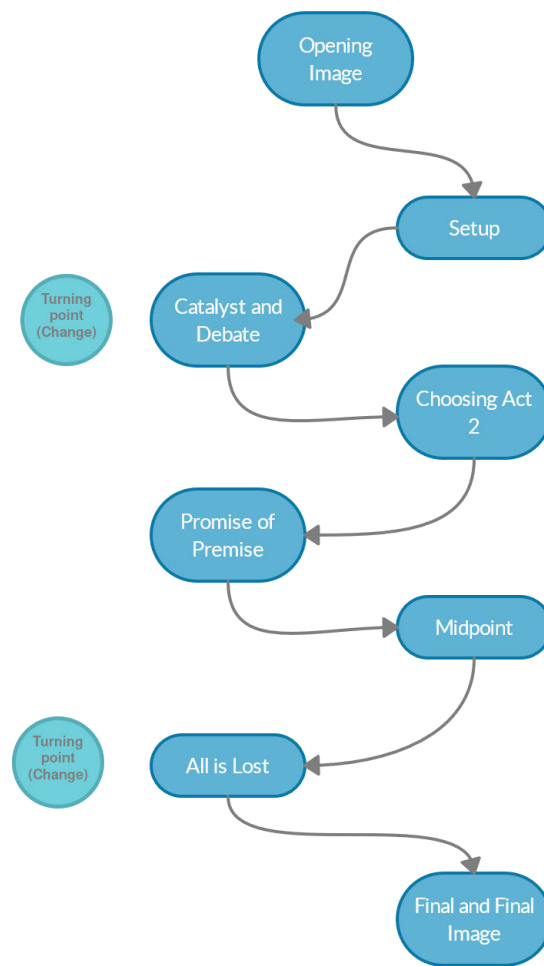 Opening
Image
Setup
Turning
point
(Change)
Catalyst and
Debate
Choosing Act
2
Promise of
Premise
Midpoint
Turning
point
(Change)
All is Lost
Final and Final
Image